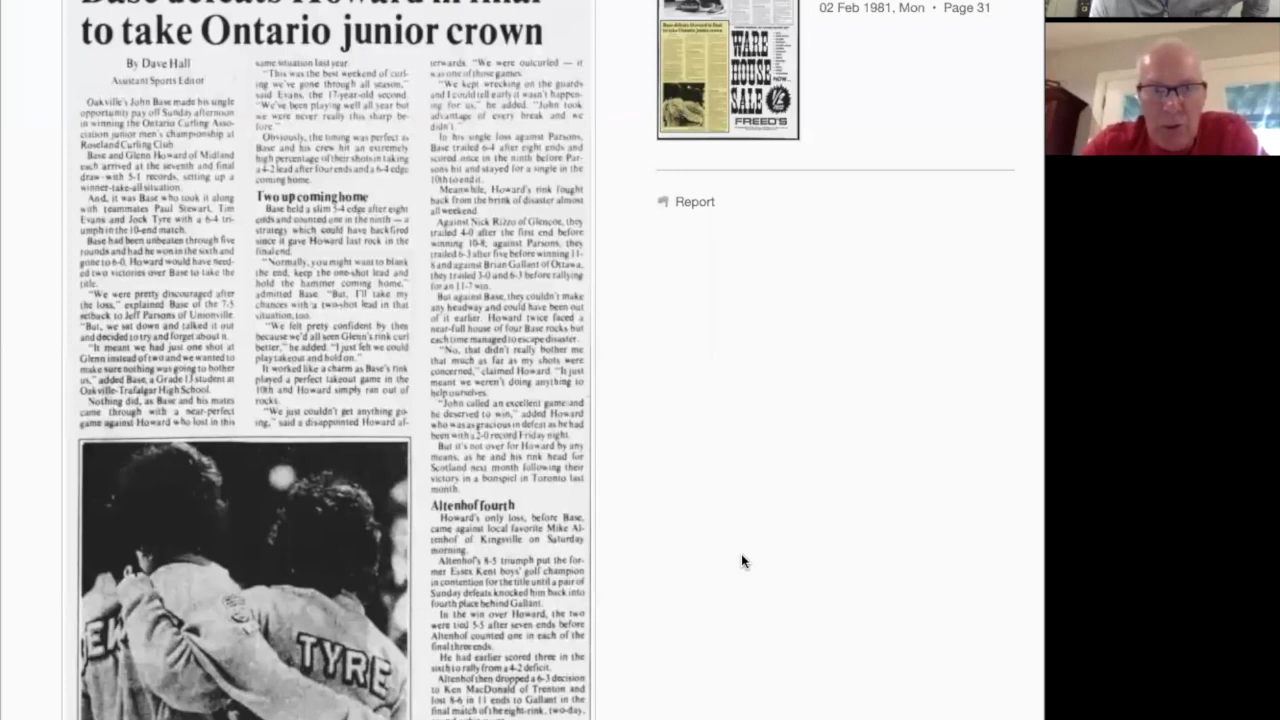 Base defeats Howard in final
to take Ontario junior crown
By Dave Hall
Assistant Sports Editor
Oakville's John Base made his single
opportunity pay off Sunday afternoon
in winning the Ontario Curling Asso-
ciation junior men's championship at
Roseland Curling Club
Base and Glenn Howard of Midland
each arrived at the seventh and final
draw with 5-1 records, setting up a
winner-take-all situation.
And, it was Base who took it along
with teammates Paul Stewart, Tim
Evans and Jock Tyre with a 6-4 tri-
umph in the 10-end match.
Base had been unbeaten through five
rounds and had he won in the sixth and
gone to 6-0, Howard would have need-
ed two victories over Base to take the
title.
"We were pretty discouraged after
the loss," explained Base of the 7-5
setback to Jeff Parsons of Unionville.
"But, we sat down and talked it out
and decided to try and forget about it.
"It meant we had just one shot at
Glenn instead of two and we wanted to
make sure nothing was going to bother
us," added Base, a Grade 13 student at
Oakville-Trafalgar High School.
Nothing did, as Base and his mates
came through with a near-perfect
game against Howard who lost in this
same situation last year.
"This was the best weekend of curl-
ing we've gone through all season,"
said Evans, the 17-year-old second.
"We've been playing well all year but
we were never really this sharp be-
fore."
Obviously, the timing was perfect as
Base and his crew hit an extremely
high percentage of their shots in taking
a 4-2 lead after four ends and a 6-4 edge
coming home.
Two up coming home
Base held a slim 5-4 edge after eight
ends and counted one in the ninth — a
strategy which could have backfired
since it gave Howard last rock in the
final end.
"Normally, you might want to blank
the end, keep the one-shot lead and
hold the hammer coming home,"
admitted Base. "But, I'll take my
chances with a two-shot lead in that
situation, too.
"We felt prety confident by then
because we'd all seen Glenn's rink curl
better," he added. "I just felt we could
play takeout and hold on."
It worked like a charm as Base's rink
played a perfect takeout game in the
10th and Howard simply ran out of
rocks.
"We just couldn't get anything go-
ing," said a disappointed Howard af-
terwards. "We were outcurled — it
was one of those games.
"We kept wrecking on the guards
and I could tell early it wasn't happen-
ing for us," he added. "John took
advantage of every break and we
didn't."
In his single loss against Parsons,
Base trailed 6-4 after eight ends and
scored once in the ninth before Par-
sons hit and stayed for a single in the
10th to end it.
Meanwhile, Howard's rink fought
back from the brink of disaster almost
all weekend.
Against Nick Rizzo of Glencoe, they
trailed 4-0 after the first end before
winning 10-8; against Parsons, they
trailed 6-3 after five before winning 11-
8 and against Brian Gallant of Ottawa,
they trailed 3-0 and 6-3 before rallying
for an 11-7 win.
But against Base, they couldn't make
any headway and could have been out
of it earlier. Howard twice faced a
near-full house of four Base rocks but
each time managed to escape disaster.
"No, that didn't really bother me
that much as far as my shots were
concerned," claimed Howard. "It just
meant we weren't doing anything to
help ourselves.
"John called an excellent game and
he deserved to win," added Howard
who was as gracious in defeat as he had
been with a 2-0 record Friday night.
But it's not over for Howard by any
means, as he and his rink head for
Scotland next month following their
victory in a bonspiel in Toronto last
month.
Altenhof fourth
Howard's only loss, before Base,
came against local favorite Mike Al-
tenhof of Kingsville on Saturday
morning.
Altenhof's 8-5 triumph put the for-
mer Essex Kent boys' golf champion
in contention for the title until a pair of
Sunday defeats knocked him back into
fourth place behind Gallant.
In the win over Howard, the two
were tied 5-5 after seven ends before
Altenhof counted one in each of the
final three ends.
He had earlier scored three in the
sixth to rally from a 4-2 deficit.
Altenhof then dropped a 6-3 decision
to Ken MacDonald of Trenton and
lost 8-6 in 11 ends to Gallant in the
final match of the eight-rink, two-day,
TYRE
02 Feb 1981, Mon • Page 31
Base defeats Howard in final
to take Ontario junior crown
WARE
HOUSE
SALE
NOW...
FREED'S
Report